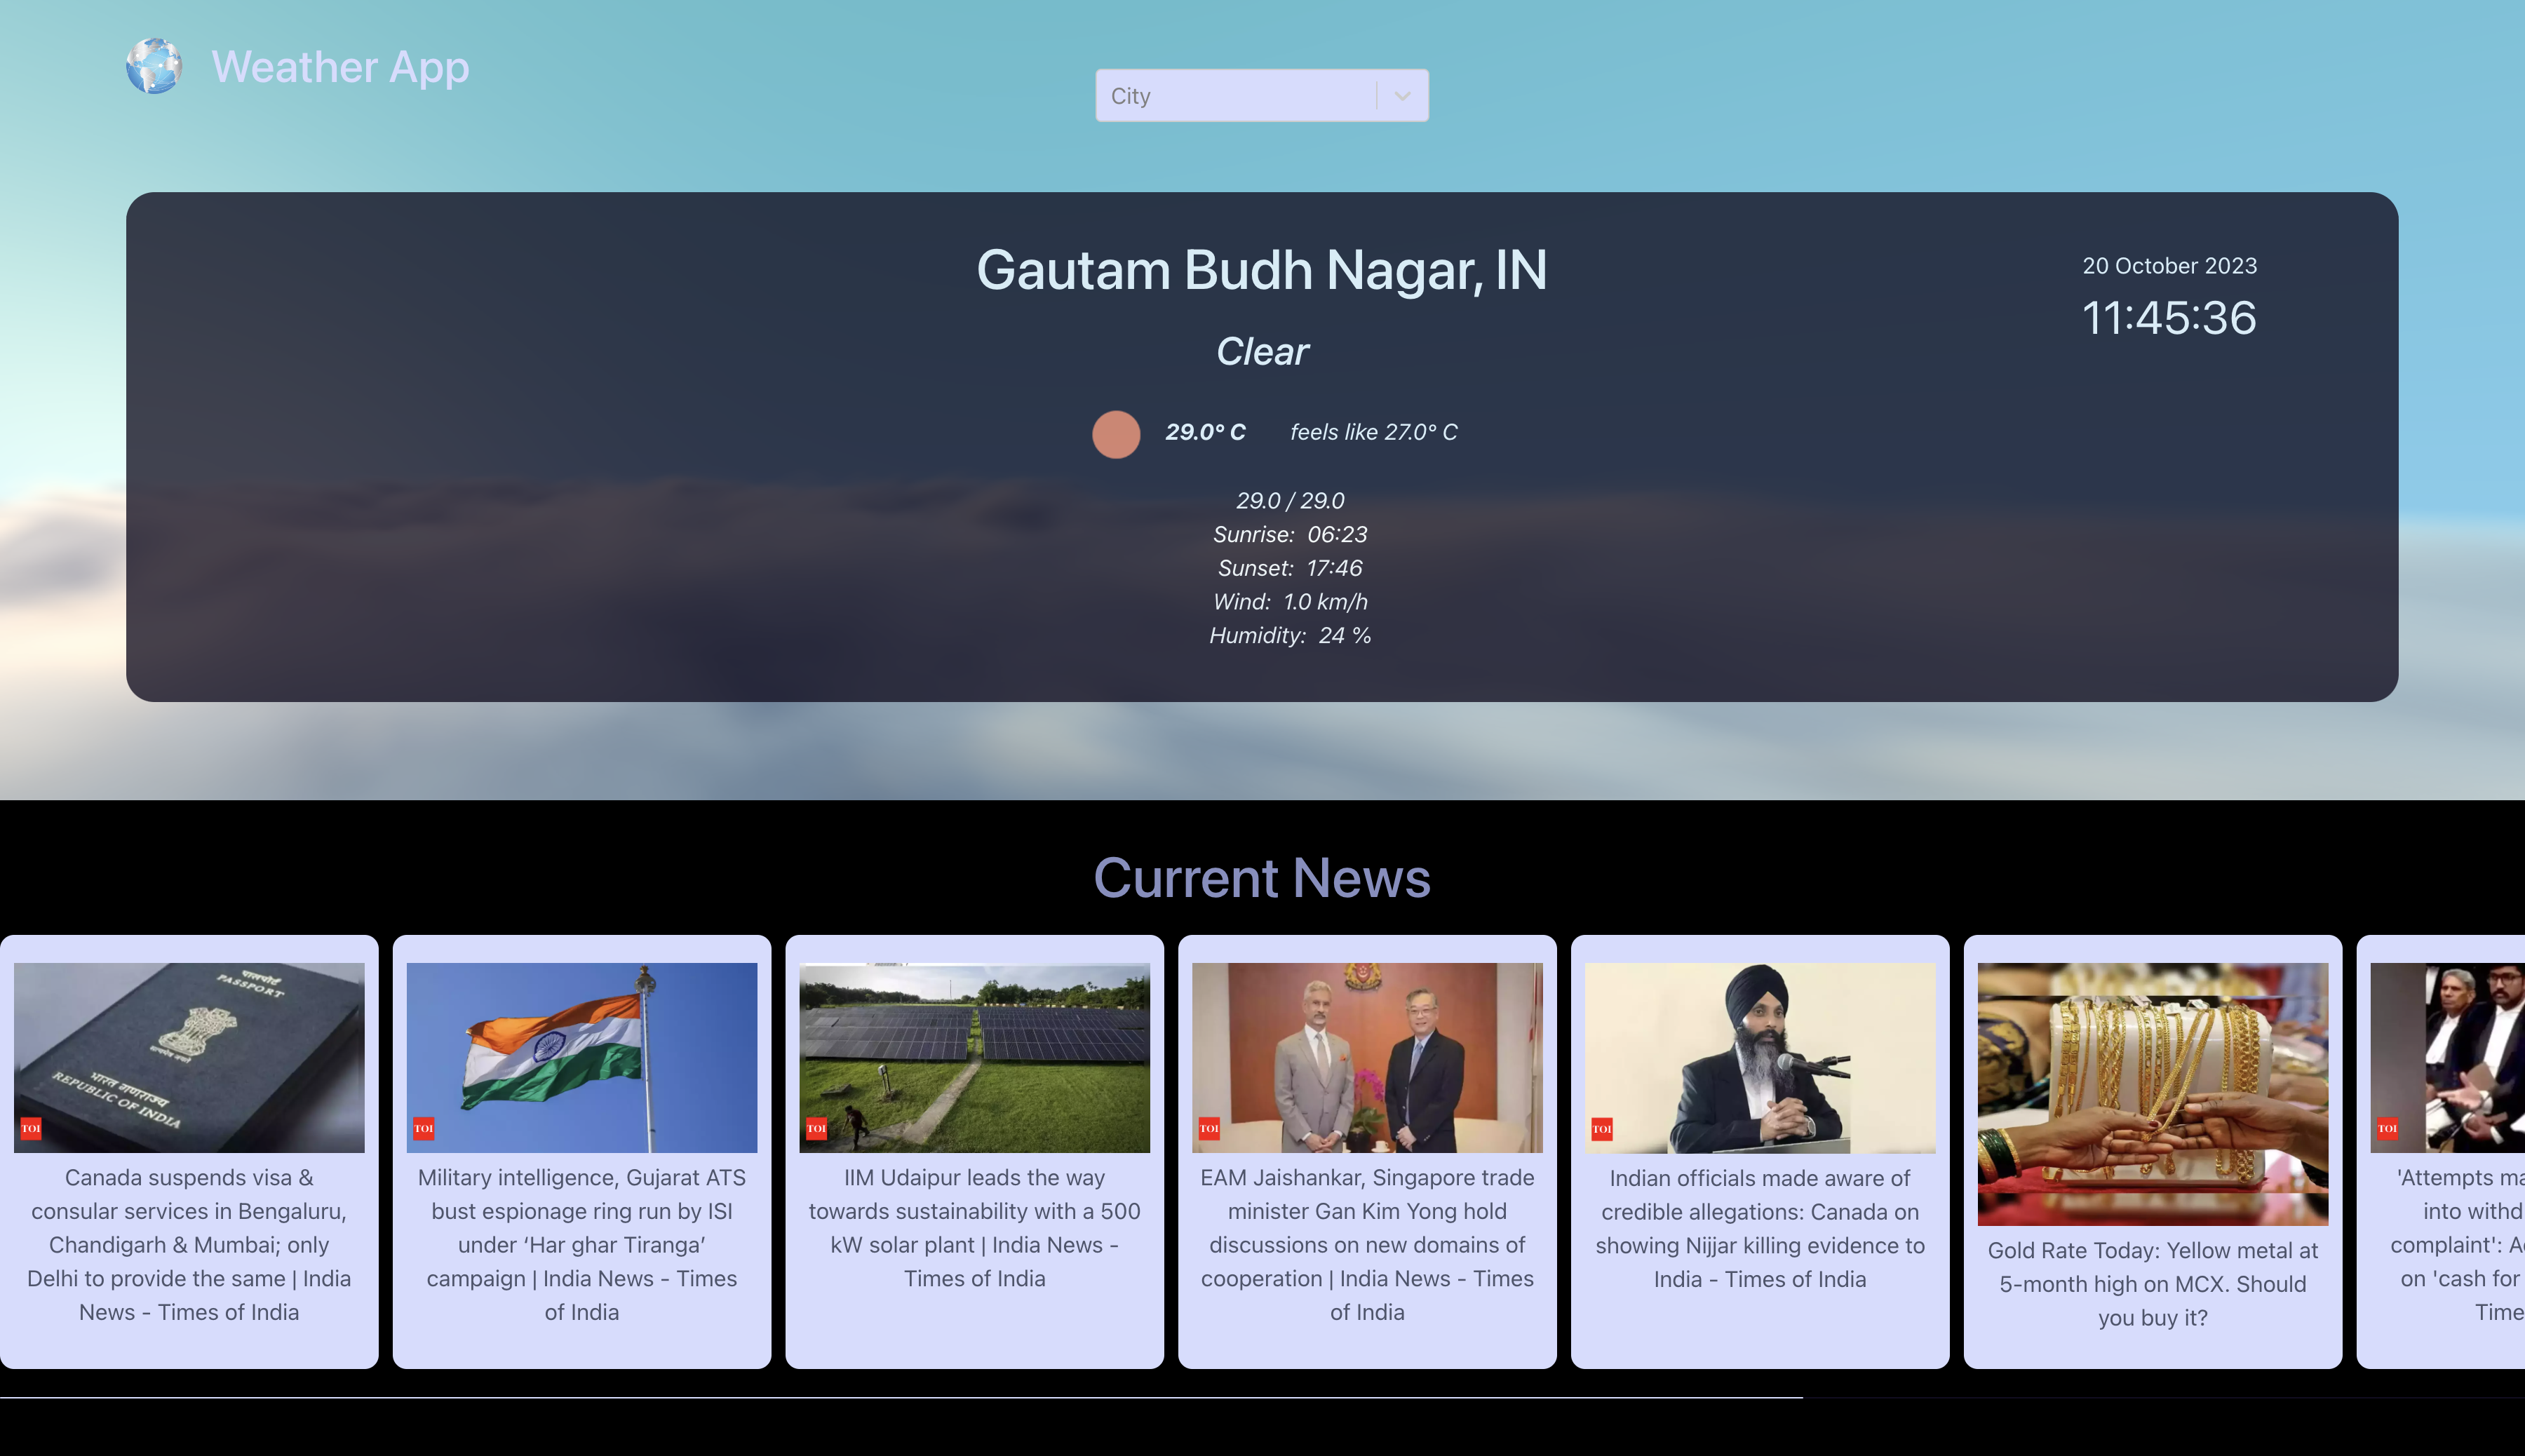 Weather App
City
Gautam Budh Nagar, IN
20 October 2023
11:45:36
Clear
29.0° C feels like 27.0° C
29.0 / 29.0
Sunrise: 06:23
Sunset: 17:46
Wind: 1.0 km/h
Humidity: 24 %
Current News
पासपोर्ट
PASSPORT
सत्यमेव जयते
भारत गणराज्य
REPUBLIC OF INDIA
TOI
Canada suspends visa &
consular services in Bengaluru,
Chandigarh & Mumbai; only
Delhi to provide the same | India
News - Times of India
TOI
Military intelligence, Gujarat ATS
bust espionage ring run by ISI
under ‘Har ghar Tiranga’
campaign | India News - Times
of India
TOI
IIM Udaipur leads the way
towards sustainability with a 500
kW solar plant | India News -
Times of India
TOI
EAM Jaishankar, Singapore trade
minister Gan Kim Yong hold
discussions on new domains of
cooperation | India News - Times
of India
TOI
Indian officials made aware of
credible allegations: Canada on
showing Nijjar killing evidence to
India - Times of India
Gold Rate Today: Yellow metal at
5-month high on MCX. Should
you buy it?
TOI
'Attempts ma
into withd
complaint': A
on 'cash for
Time